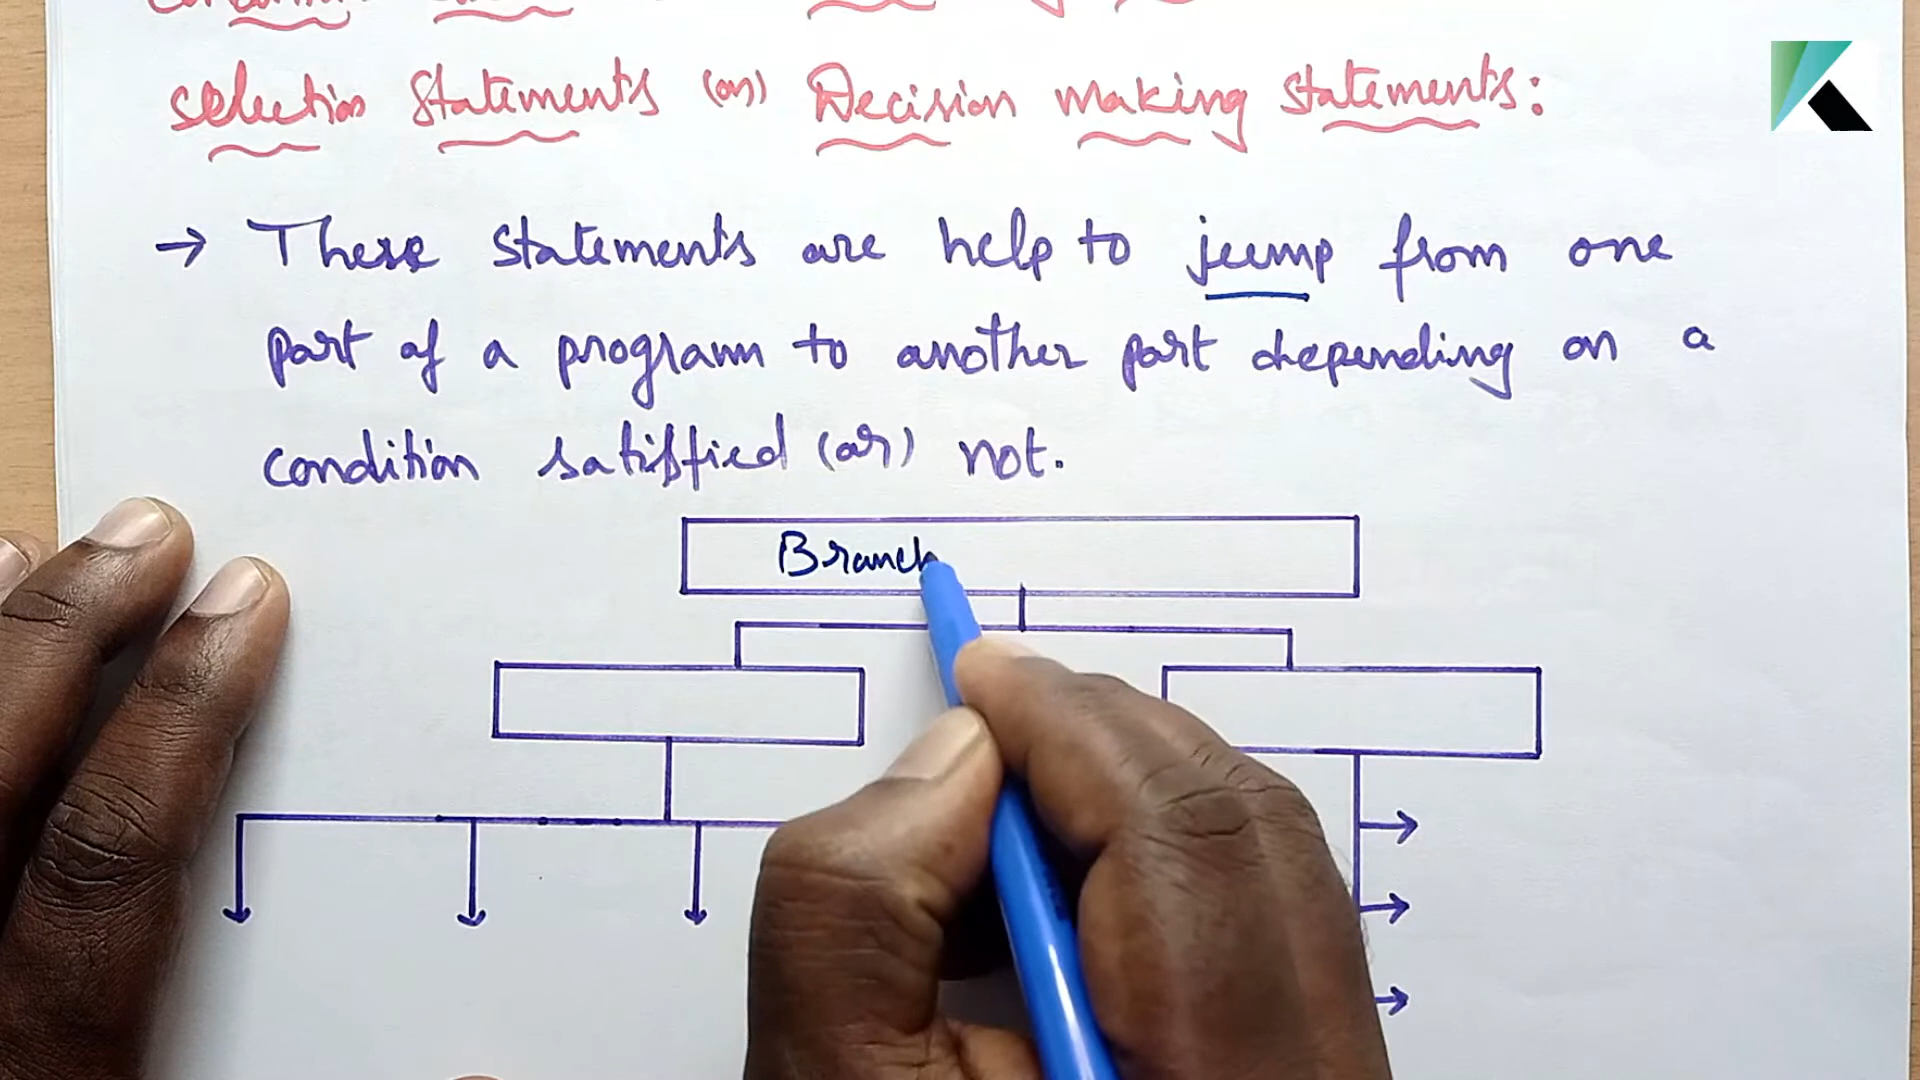 selection Statements (or) Decision making statements:
→ These statements are help to jump from one
part of a program to another part depending on a
condition satisfied (or) not.
Branch